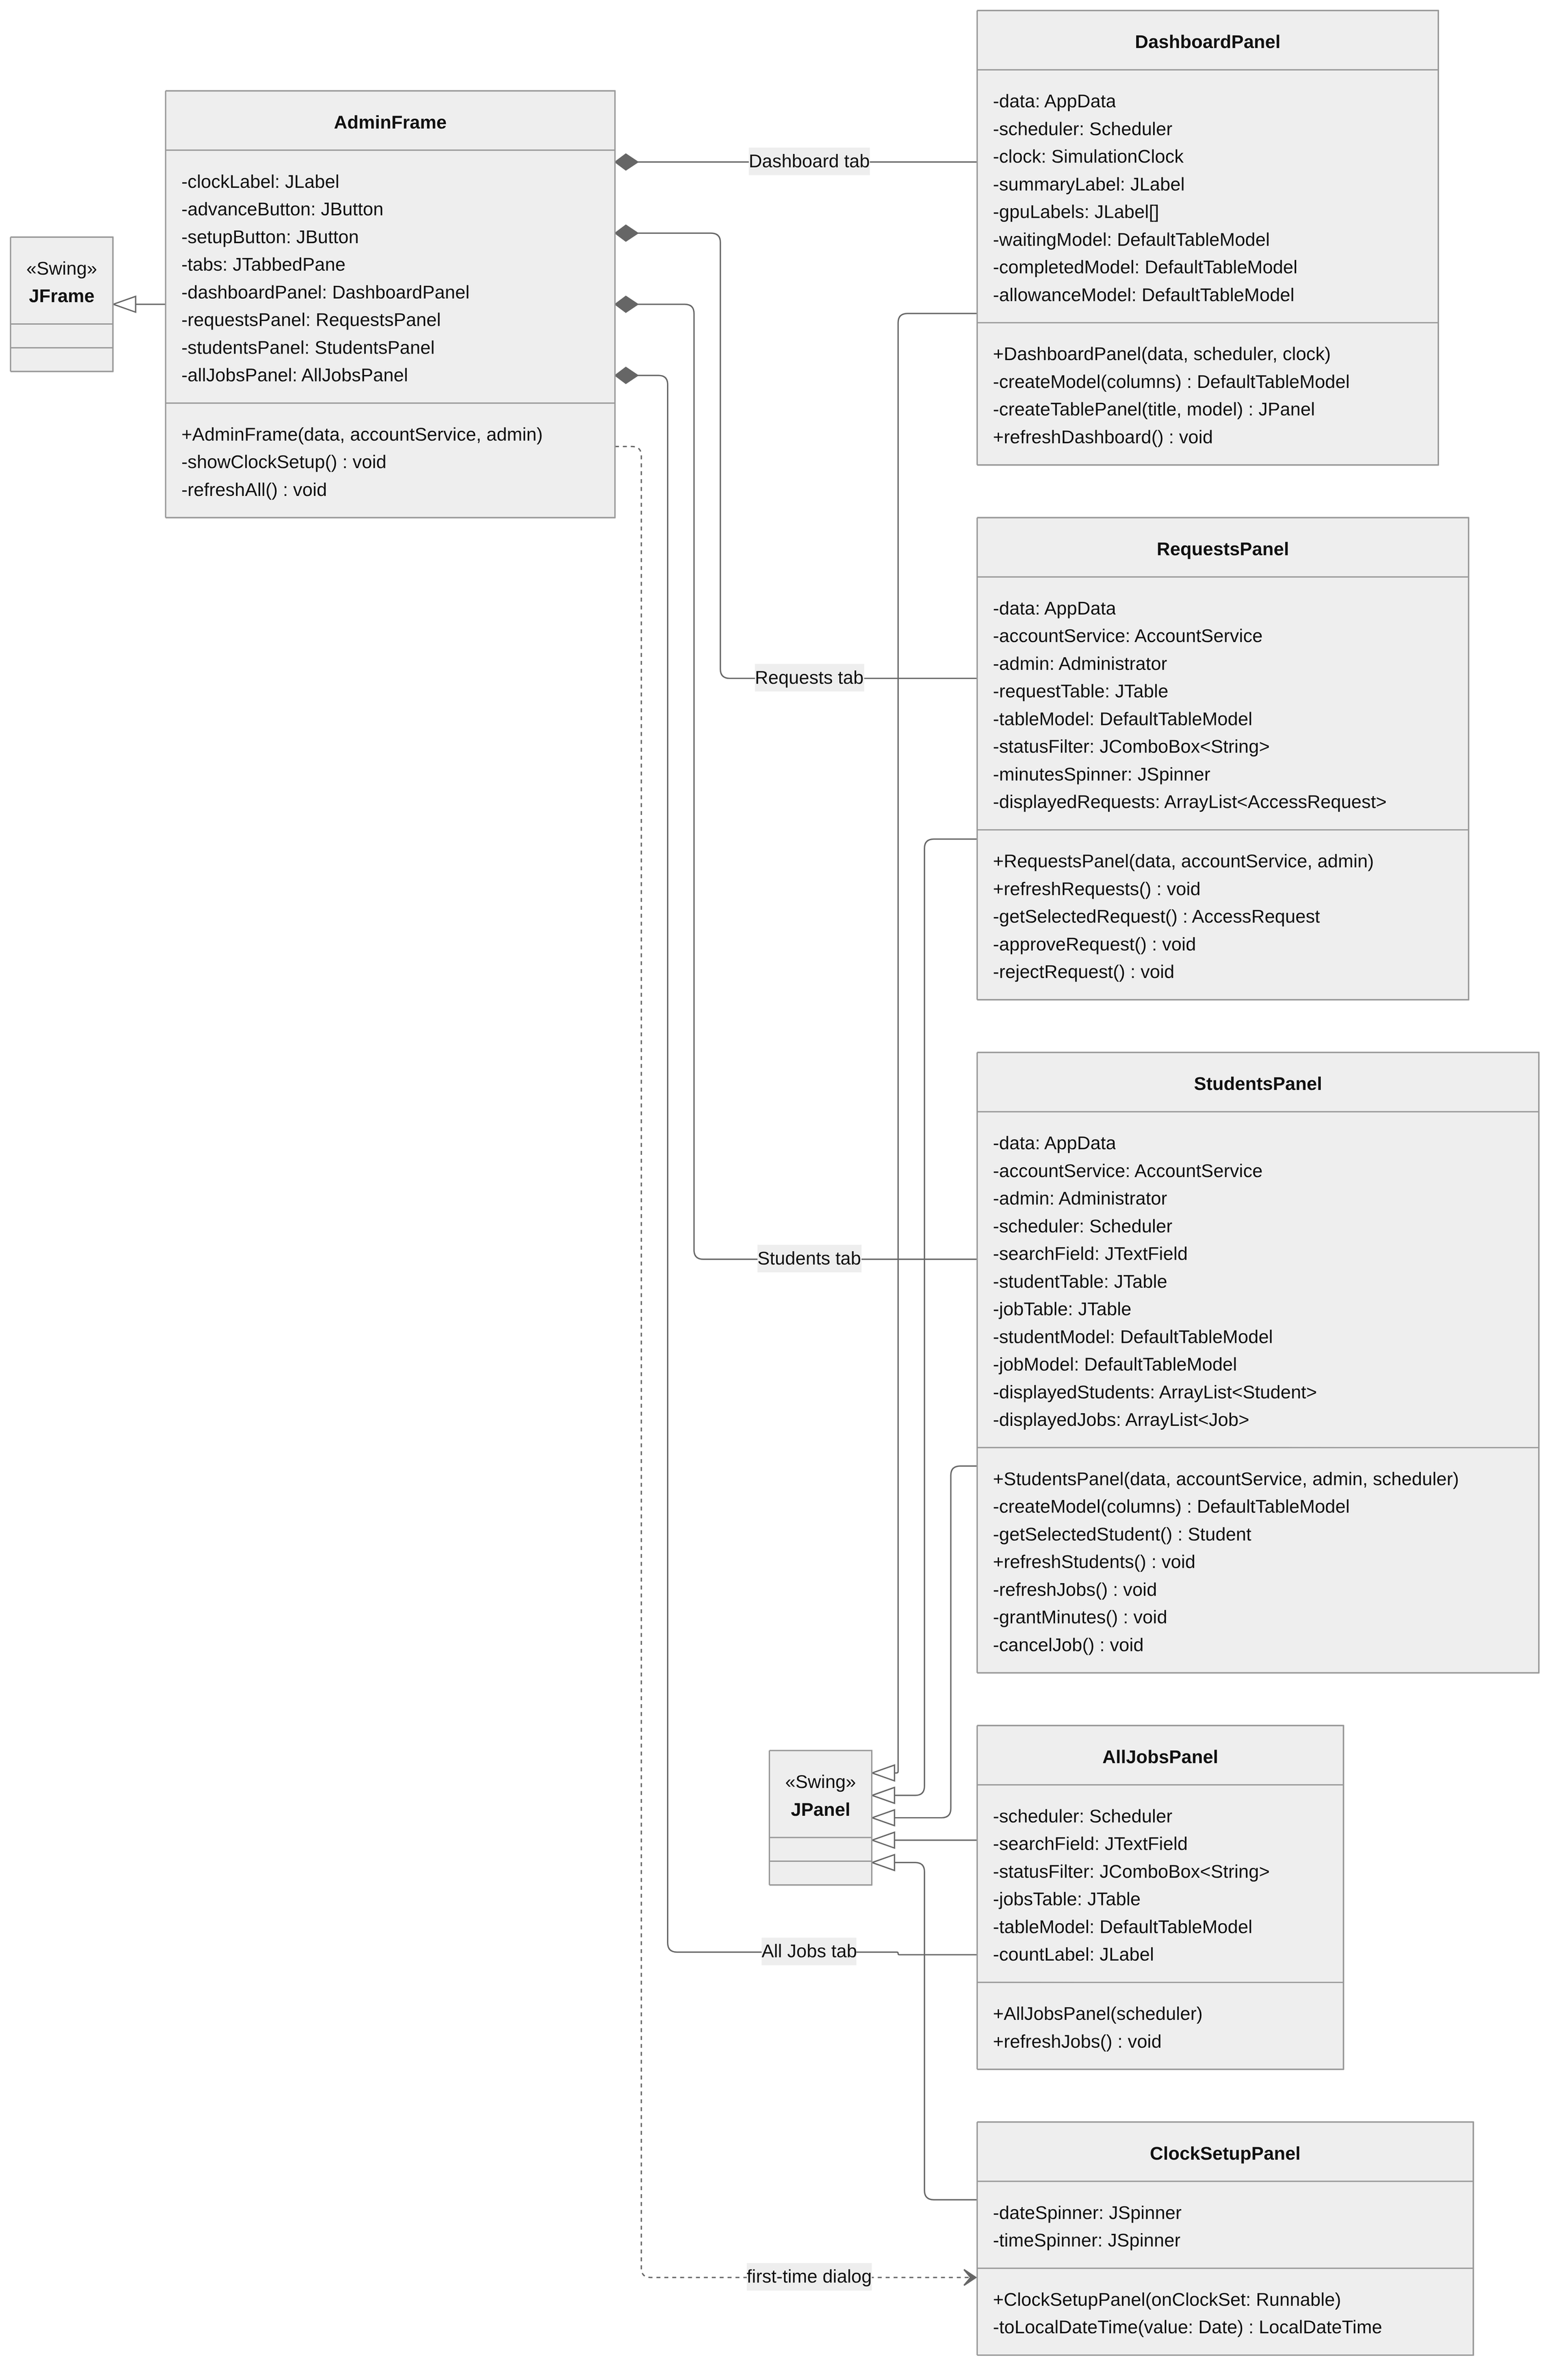 «Swing»
JFrame
AdminFrame
-clockLabel: JLabel
-advanceButton: JButton
-setupButton: JButton
-tabs: JTabbedPane
-dashboardPanel: DashboardPanel
-requestsPanel: RequestsPanel
-studentsPanel: StudentsPanel
-allJobsPanel: AllJobsPanel
+AdminFrame(data, accountService, admin)
-showClockSetup() : void
-refreshAll() : void
Dashboard tab
Requests tab
Students tab
All Jobs tab
first-time dialog
«Swing»
JPanel
DashboardPanel
-data: AppData
-scheduler: Scheduler
-clock: SimulationClock
-summaryLabel: JLabel
-gpuLabels: JLabel[]
-waitingModel: DefaultTableModel
-completedModel: DefaultTableModel
-allowanceModel: DefaultTableModel
+DashboardPanel(data, scheduler, clock)
-createModel(columns) : DefaultTableModel
-createTablePanel(title, model) : JPanel
+refreshDashboard() : void
RequestsPanel
-data: AppData
-accountService: AccountService
-admin: Administrator
-requestTable: JTable
-tableModel: DefaultTableModel
-statusFilter: JComboBox<String>
-minutesSpinner: JSpinner
-displayedRequests: ArrayList<AccessRequest>
+RequestsPanel(data, accountService, admin)
+refreshRequests() : void
-getSelectedRequest() : AccessRequest
-approveRequest() : void
-rejectRequest() : void
StudentsPanel
-data: AppData
-accountService: AccountService
-admin: Administrator
-scheduler: Scheduler
-searchField: JTextField
-studentTable: JTable
-jobTable: JTable
-studentModel: DefaultTableModel
-jobModel: DefaultTableModel
-displayedStudents: ArrayList<Student>
-displayedJobs: ArrayList<Job>
+StudentsPanel(data, accountService, admin, scheduler)
-createModel(columns) : DefaultTableModel
-getSelectedStudent() : Student
+refreshStudents() : void
-refreshJobs() : void
-grantMinutes() : void
-cancelJob() : void
AllJobsPanel
-scheduler: Scheduler
-searchField: JTextField
-statusFilter: JComboBox<String>
-jobsTable: JTable
-tableModel: DefaultTableModel
-countLabel: JLabel
+AllJobsPanel(scheduler)
+refreshJobs() : void
ClockSetupPanel
-dateSpinner: JSpinner
-timeSpinner: JSpinner
+ClockSetupPanel(onClockSet: Runnable)
-toLocalDateTime(value: Date) : LocalDateTime